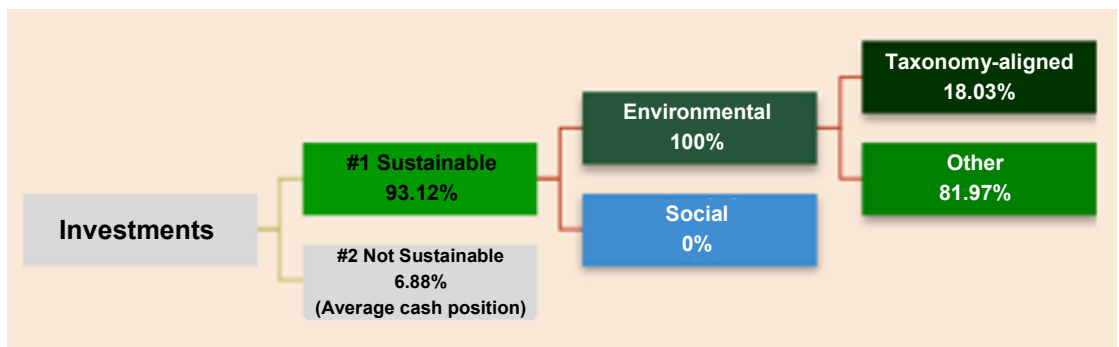 Investments
#1 Sustainable
93.12%
#2 Not Sustainable
6.88%
(Average cash position)
Environmental
100%
Social
0%
Taxonomy-aligned
18.03%
Other
81.97%